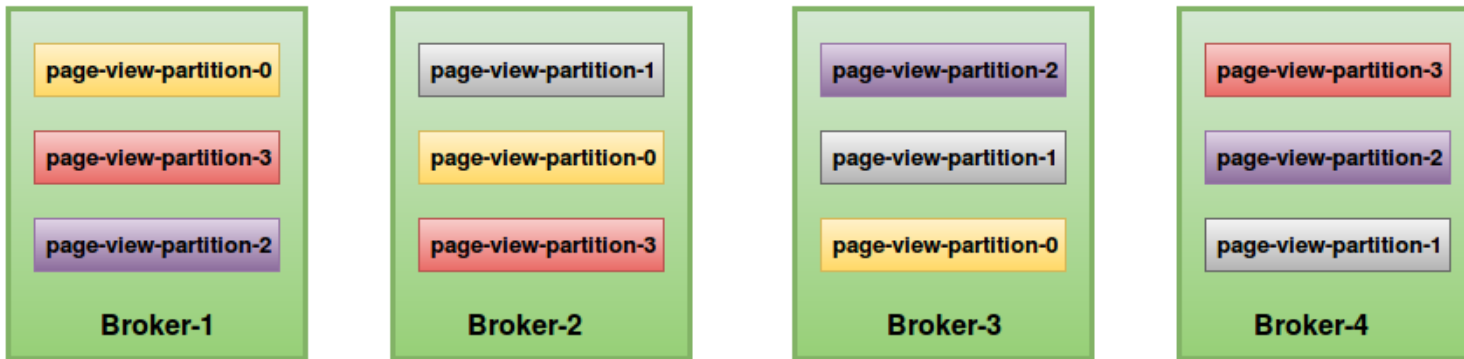 page-view-partition-0
page-view-partition-3
page-view-partition-2
Broker-1
page-view-partition-1
page-view-partition-0
page-view-partition-3
Broker-2
page-view-partition-2
page-view-partition-1
page-view-partition-0
Broker-3
page-view-partition-3
page-view-partition-2
page-view-partition-1
Broker-4